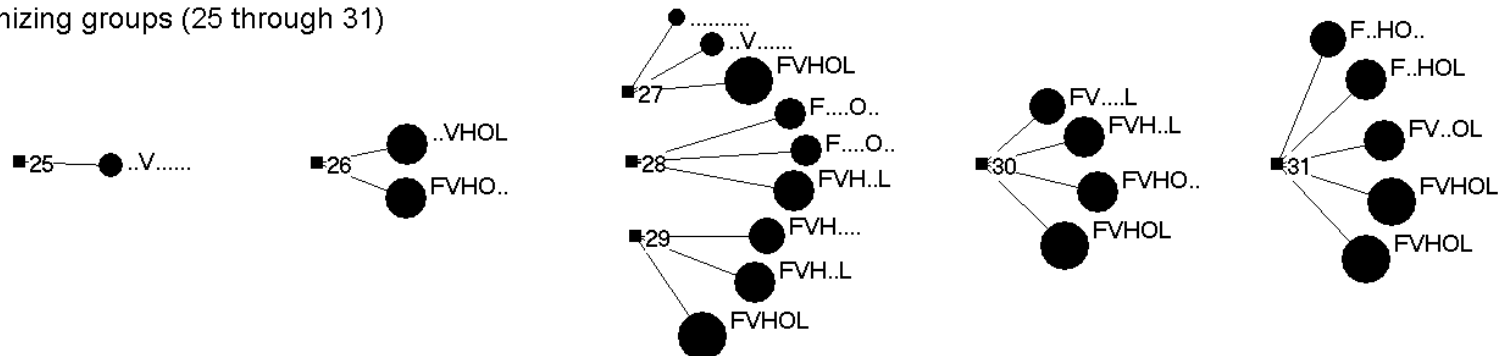 nizing groups (25 through 31)
25
..V......
26
..VHOL
FVHO..
27
..........
..V......
FVHOL
28
F....O..
F....O..
FVH..L
29
FVH....
FVH..L
FVHOL
30
FV....L
FVH..L
FVHO..
FVHOL
31
F..HO..
F..HOL
FV..OL
FVHOL
FVHOL